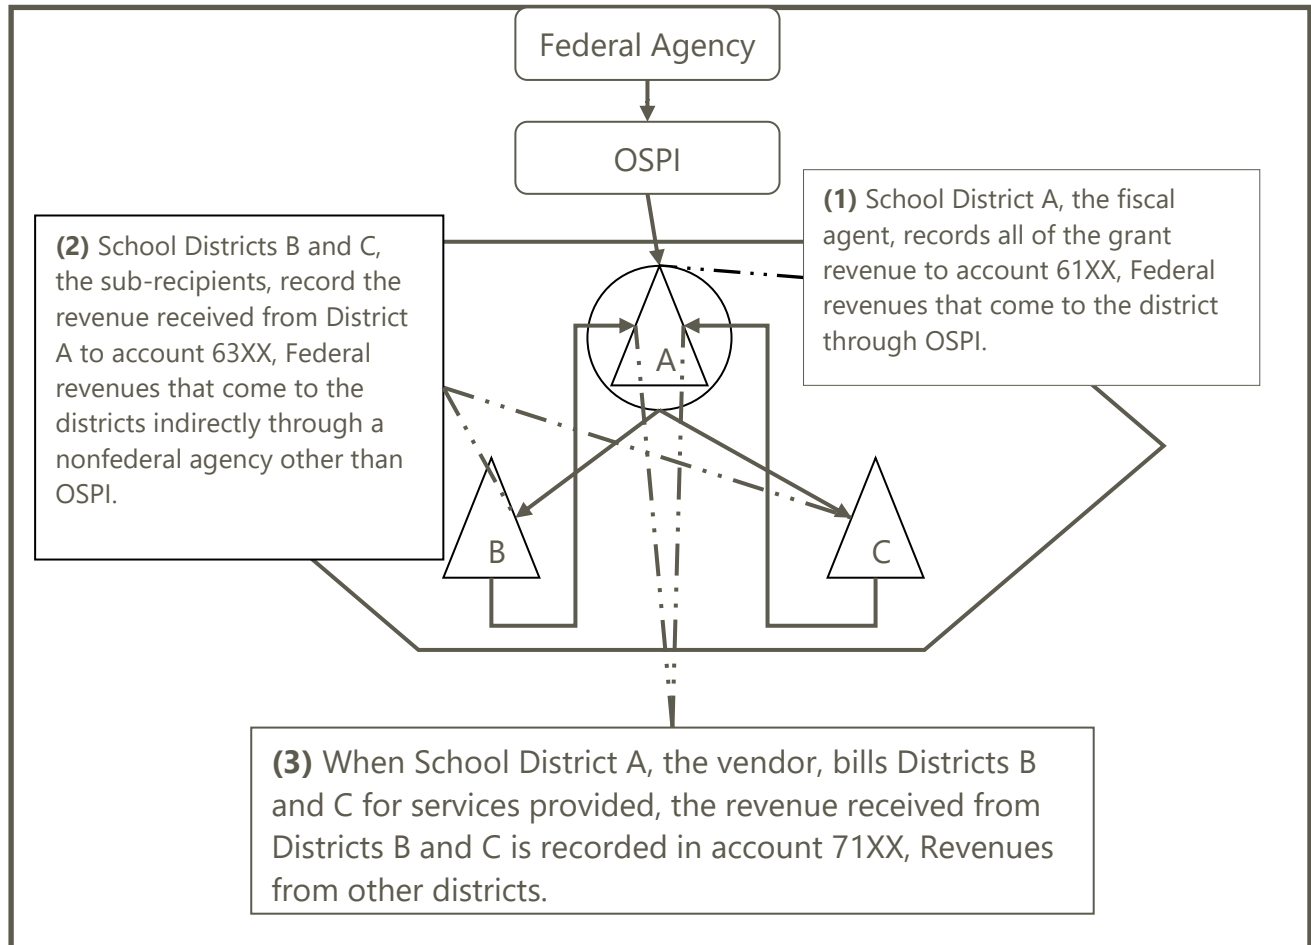 Federal Agency
OSPI
(1) School District A, the fiscal
agent, records all of the grant
revenue to account 61XX, Federal
revenues that come to the district
through OSPI.
(2) School Districts B and C,
the sub-recipients, record the
revenue received from District
A to account 63XX, Federal
revenues that come to the
districts indirectly through a
nonfederal agency other than
OSPI.
A
B
C
(3) When School District A, the vendor, bills Districts B
and C for services provided, the revenue received from
Districts B and C is recorded in account 71XX, Revenues
from other districts.